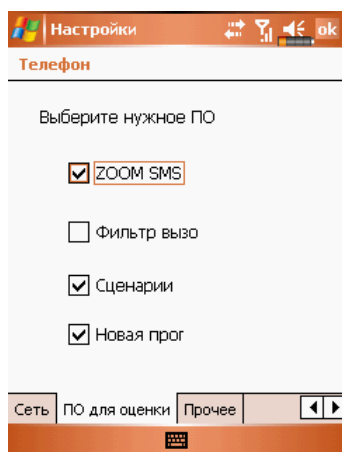 Настройки
ok
Телефон
Выберите нужное ПО
ZOOM SMS
Фильтр вызо
Сценарии
Новая прог
Сеть ПО для оценки Прочее